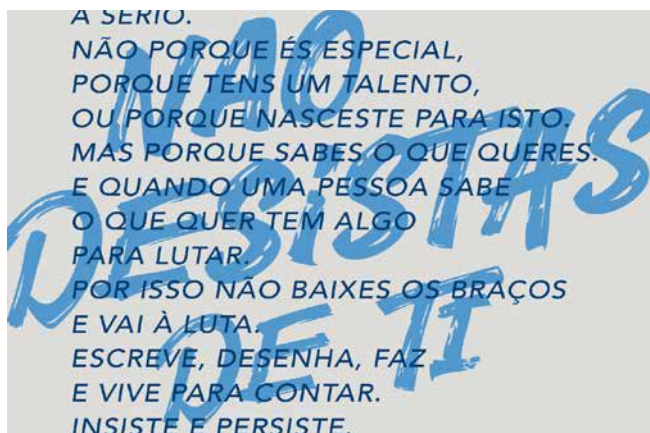 A SÉRIO.
NÃO PORQUE ÉS ESPECIAL,
PORQUE TENS UM TALENTO,
OU PORQUE NASCESTE PARA ISTO.
MAS PORQUE SABES O QUE QUERES.
E QUANDO UMA PESSOA SABE
O QUE QUER TEM ALGO
PARA LUTAR.
POR ISSO NÃO BAIXES OS BRAÇOS
E VAI À LUTA.
ESCREVE, DESENHA, FAZ
E VIVE PARA CONTAR.
INSISTE E PERSISTE.
NAO
DESiSTAS
DE TI